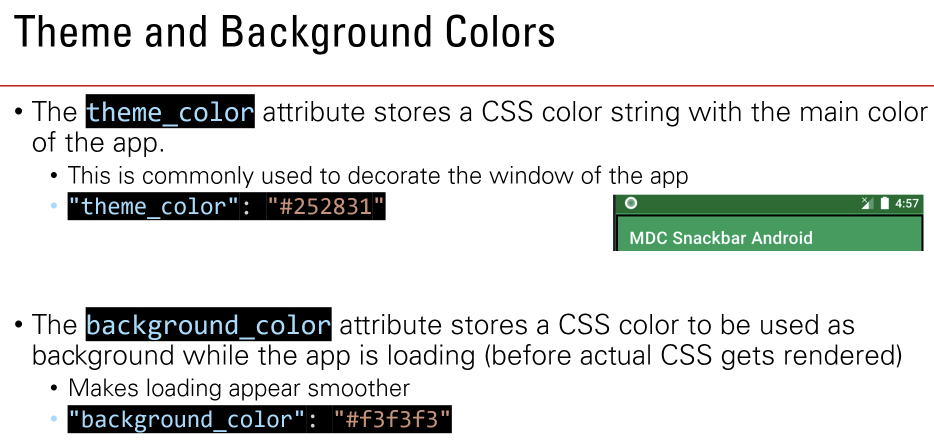 Theme and Background Colors
• The theme_color attribute stores a CSS color string with the main color
of the app.
• This is commonly used to decorate the window of the app
• "theme_color": "#252831"
4:57
MDC Snackbar Android
• The background_color attribute stores a CSS color to be used as
background while the app is loading (before actual CSS gets rendered)
• Makes loading appear smoother
• "background_color": "#f3f3f3"